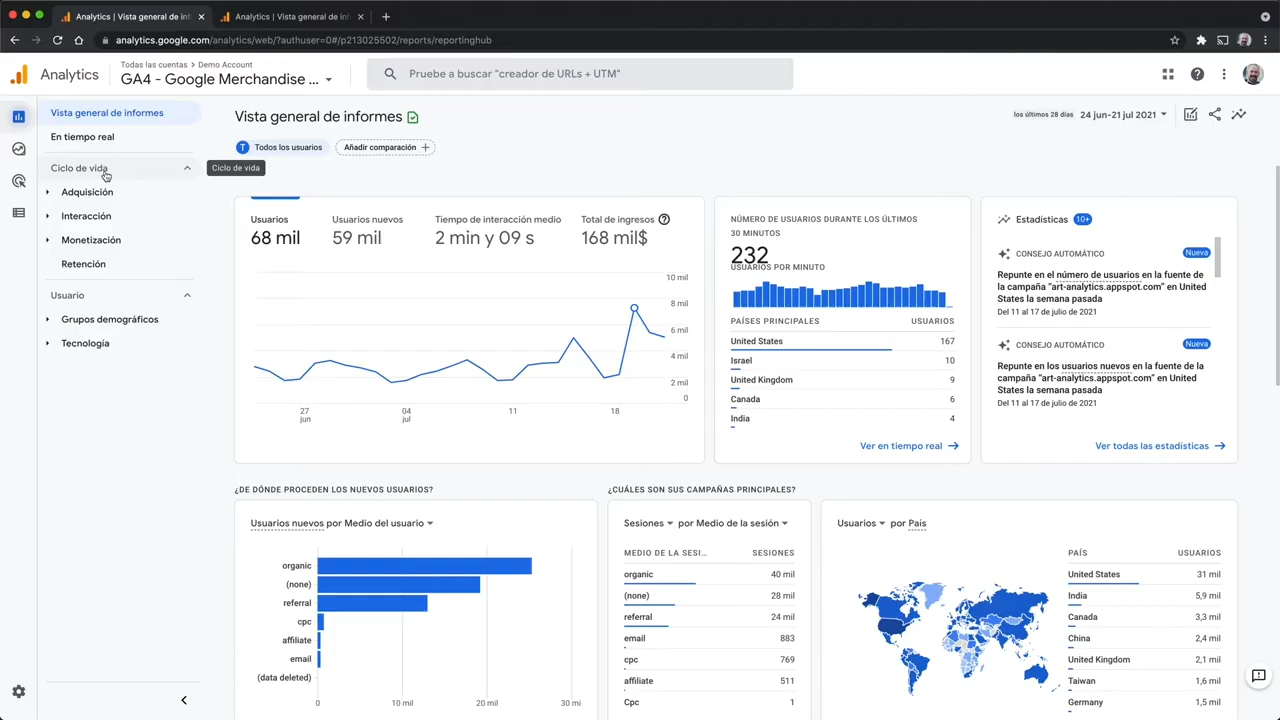 Analytics | Vista general de inf
Analytics | Vista general de inf
analytics.google.com/analytics/web/?authuser=0#/p213025502/reports/reportinghub
Analytics
Todas las cuentas > Demo Account
GA4 - Google Merchandise ...
Pruebe a buscar "creador de URLs + UTM"
Vista general de informes
En tiempo real
Ciclo de vida
Adquisición
Interacción
Monetización
Retención
Usuario
Grupos demográficos
Tecnología
Ciclo de vida
Vista general de informes
los últimos 28 días 24 jun-21 jul 2021
T Todos los usuarios
Añadir comparación +
Usuarios
68 mil
Usuarios nuevos
59 mil
Tiempo de interacción medio
2 min y 09 s
Total de ingresos
168 mil$
10 mil
8 mil
6 mil
4 mil
2 mil
0
27
jun
04
jul
11
18
NÚMERO DE USUARIOS DURANTE LOS ÚLTIMOS
30 MINUTOS
232
USUARIOS POR MINUTO
PAÍSES PRINCIPALES USUARIOS
United States 167
Israel 10
United Kingdom 9
Canada 6
India 4
Ver en tiempo real
Estadísticas 10+
CONSEJO AUTOMÁTICO Nueva
Repunte en el número de usuarios en la fuente de
la campaña “art-analytics.appspot.com” en United
States la semana pasada
Del 11 al 17 de julio de 2021
CONSEJO AUTOMÁTICO Nueva
Repunte en los usuarios nuevos en la fuente de la
campaña “art-analytics.appspot.com” en United
States la semana pasada
Del 11 al 17 de julio de 2021
Ver todas las estadísticas
¿DE DÓNDE PROCEDEN LOS NUEVOS USUARIOS?
Usuarios nuevos por Medio del usuario
organic
(none)
referral
cpc
affiliate
email
(data deleted)
0 10 mil 20 mil 30 mi
¿CUÁLES SON SUS CAMPAÑAS PRINCIPALES?
Sesiones por Medio de la sesión
MEDIO DE LA SESI... SESIONES
organic 40 mil
(none) 28 mil
referral 24 mil
email 883
cpc 769
affiliate 511
Cpc 1
Usuarios por País
PAÍS USUARIOS
United States 31 mil
India 5,9 mil
Canada 3,3 mil
China 2,4 mil
United Kingdom 2,1 mil
Taiwan 1,6 mil
Germany 1,5 mil